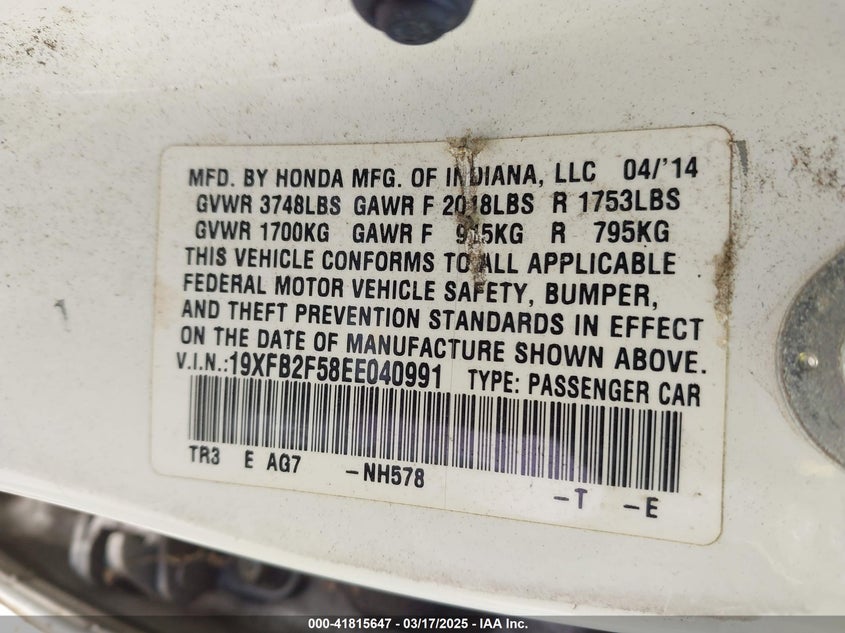 MFD. BY HONDA MFG. OF INDIANA, LLC 04/'14
GVWR 3748LBS GAWR F 2018LBS R 1753LBS
GVWR 1700KG GAWR F 915KG R 795KG
THIS VEHICLE CONFORMS TO ALL APPLICABLE
FEDERAL MOTOR VEHICLE SAFETY, BUMPER,
AND THEFT PREVENTION STANDARDS IN EFFECT
ON THE DATE OF MANUFACTURE SHOWN ABOVE.
V.I.N.:19XFB2F58EE040991 TYPE: PASSENGER CAR
TR3 E AG7 -NH578 -T -E
000-41815647 - 03/17/2025 - IAA Inc.